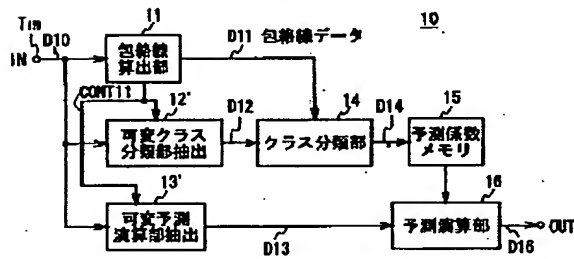 Tin
D10
IN
11
包絡線
算出部
D11 包絡線データ
10
CONT11
12'
可変クラス
分類部抽出
D12
14
クラス分類部
D14
15
予測係数
メモリ
13'
可変予測
演算部抽出
D13
16
予測演算部
D16
OUT